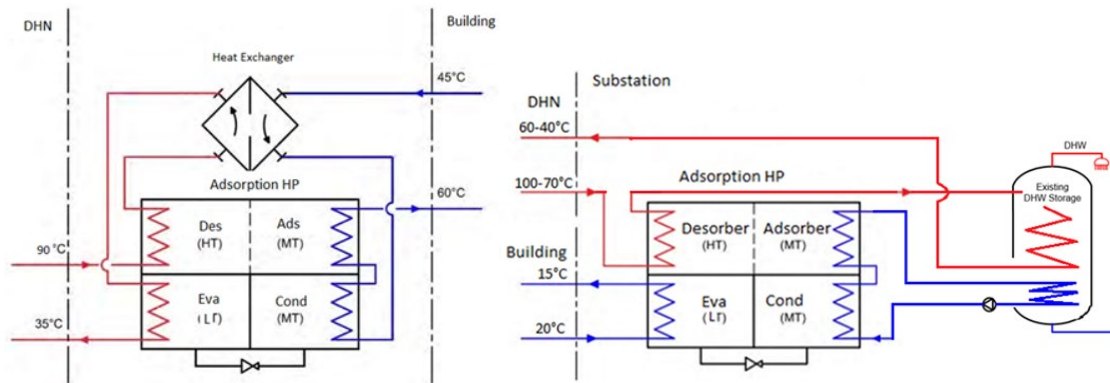 DHN
Building
Heat Exchanger
45°C
Adsorption HP
60°C
Des
(HT)
Ads
(MT)
90 °C
Eva
(LT)
Cond
(MT)
35°C
Substation
DHN
60-40°C
DHW
100-70°C
Adsorption HP
Existing
DHW Storage
Desorber
(HT)
Adsorber
(MT)
Building
15°C
Eva
(LT)
Cond
(MT)
20°C